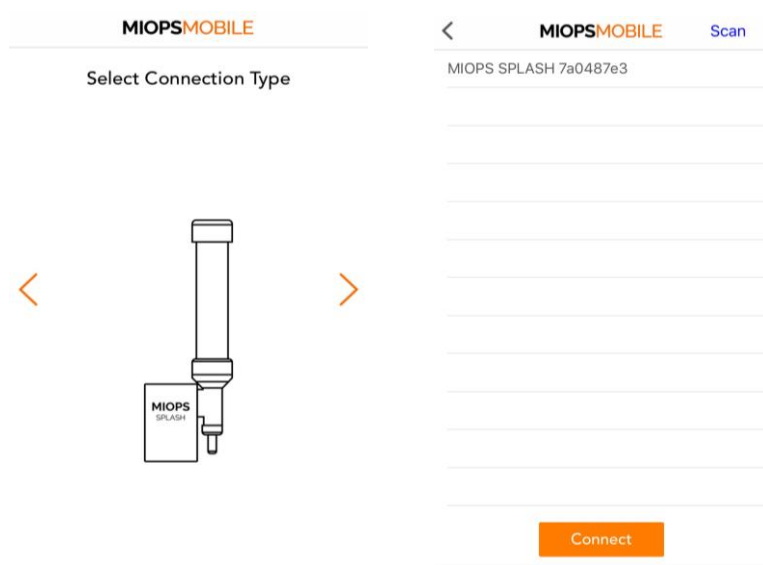 MIOPSMOBILE
Select Connection Type
MIOPS
SPLASH
MIOPSMOBILE Scan
MIOPS SPLASH 7a0487e3
Connect